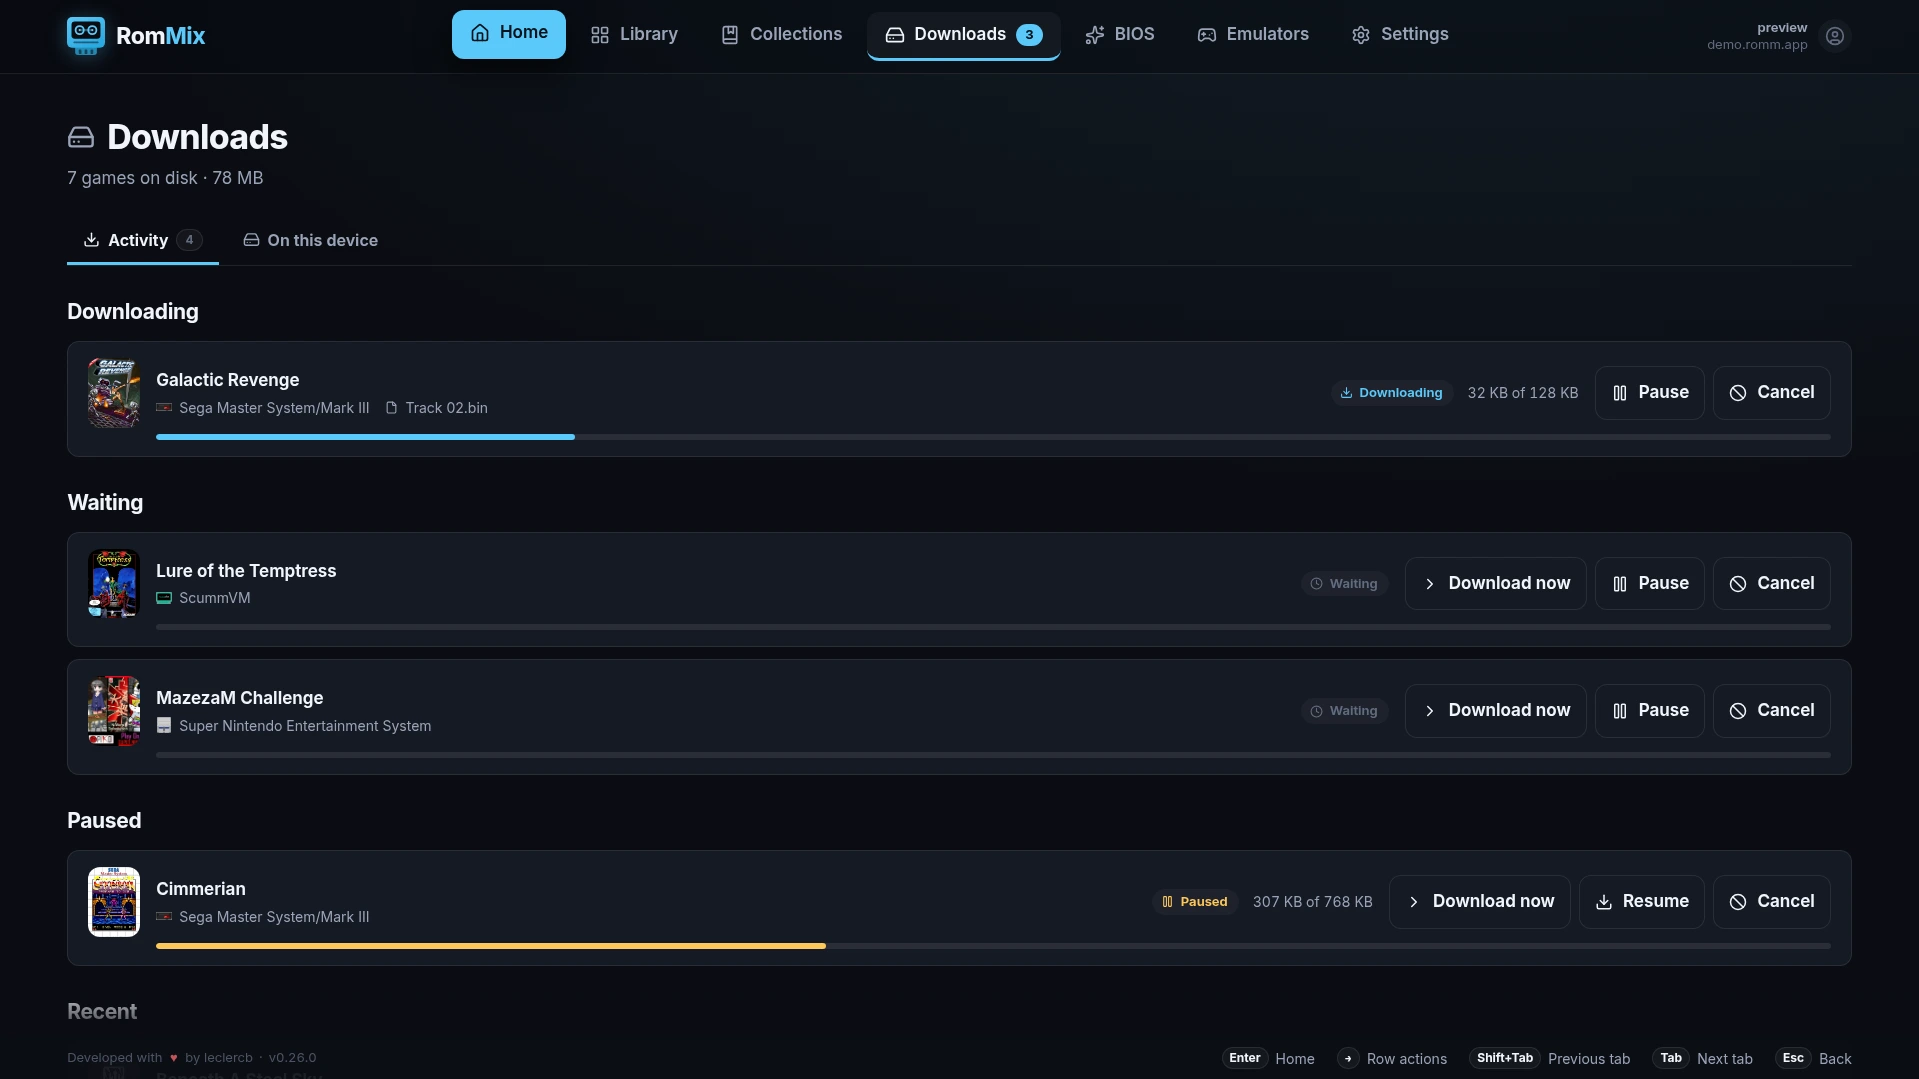 RomMix
Home
Library
Collections
Downloads 3
BIOS
Emulators
Settings
preview
demo.romm.app
Downloads
7 games on disk · 78 MB
Activity 4
On this device
Downloading
Galactic Revenge
Sega Master System/Mark III
Track 02.bin
Downloading
32 KB of 128 KB
Pause
Cancel
Waiting
Lure of the Temptress
ScummVM
Waiting
Download now
Pause
Cancel
MazezaM Challenge
Super Nintendo Entertainment System
Waiting
Download now
Pause
Cancel
Paused
Cimmerian
Sega Master System/Mark III
Paused
307 KB of 768 KB
Download now
Resume
Cancel
Recent
Developed with ♥ by leclercb · v0.26.0
Beneath A Steel Sky
Enter Home
→ Row actions
Shift+Tab Previous tab
Tab Next tab
Esc Back